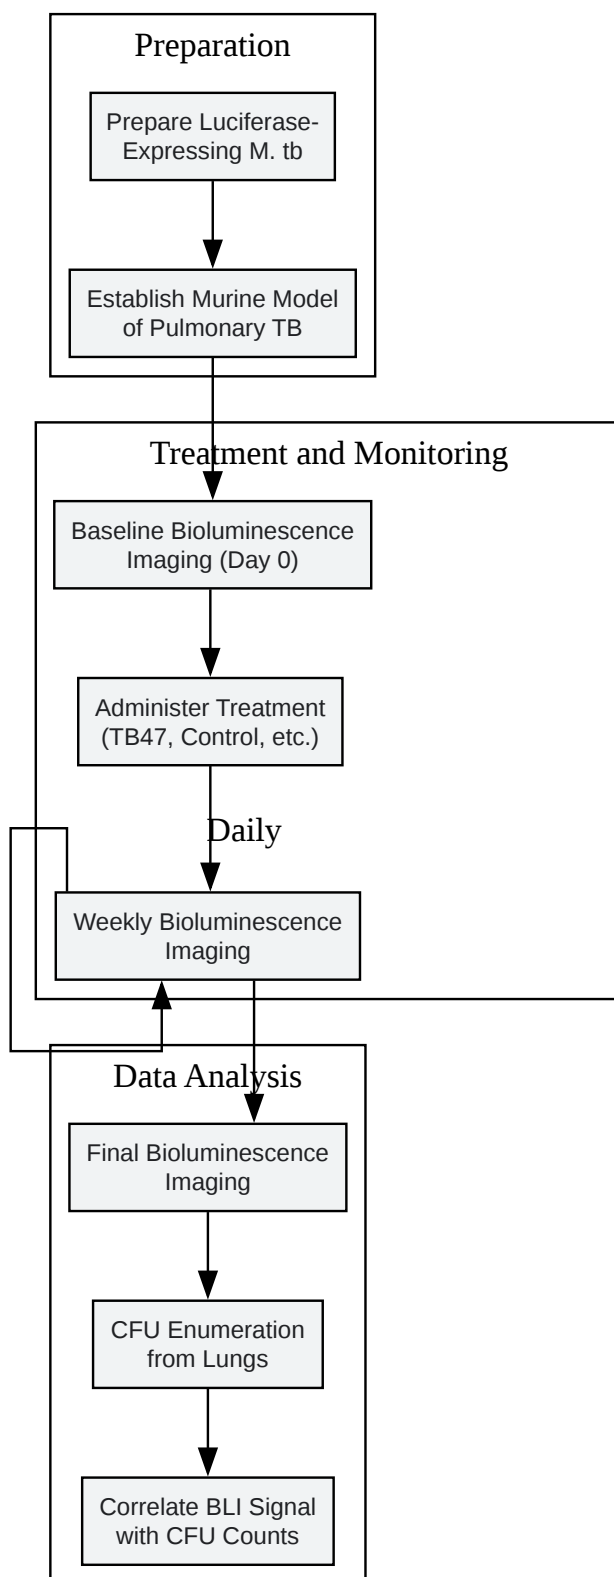 Preparation
Prepare Luciferase-
Expressing M. tb
Establish Murine Model
of Pulmonary TB
Treatment and Monitoring
Baseline Bioluminescence
Imaging (Day 0)
Administer Treatment
(TB47, Control, etc.)
Daily
Weekly Bioluminescence
Imaging
Data Analysis
Final Bioluminescence
Imaging
CFU Enumeration
from Lungs
Correlate BLI Signal
with CFU Counts